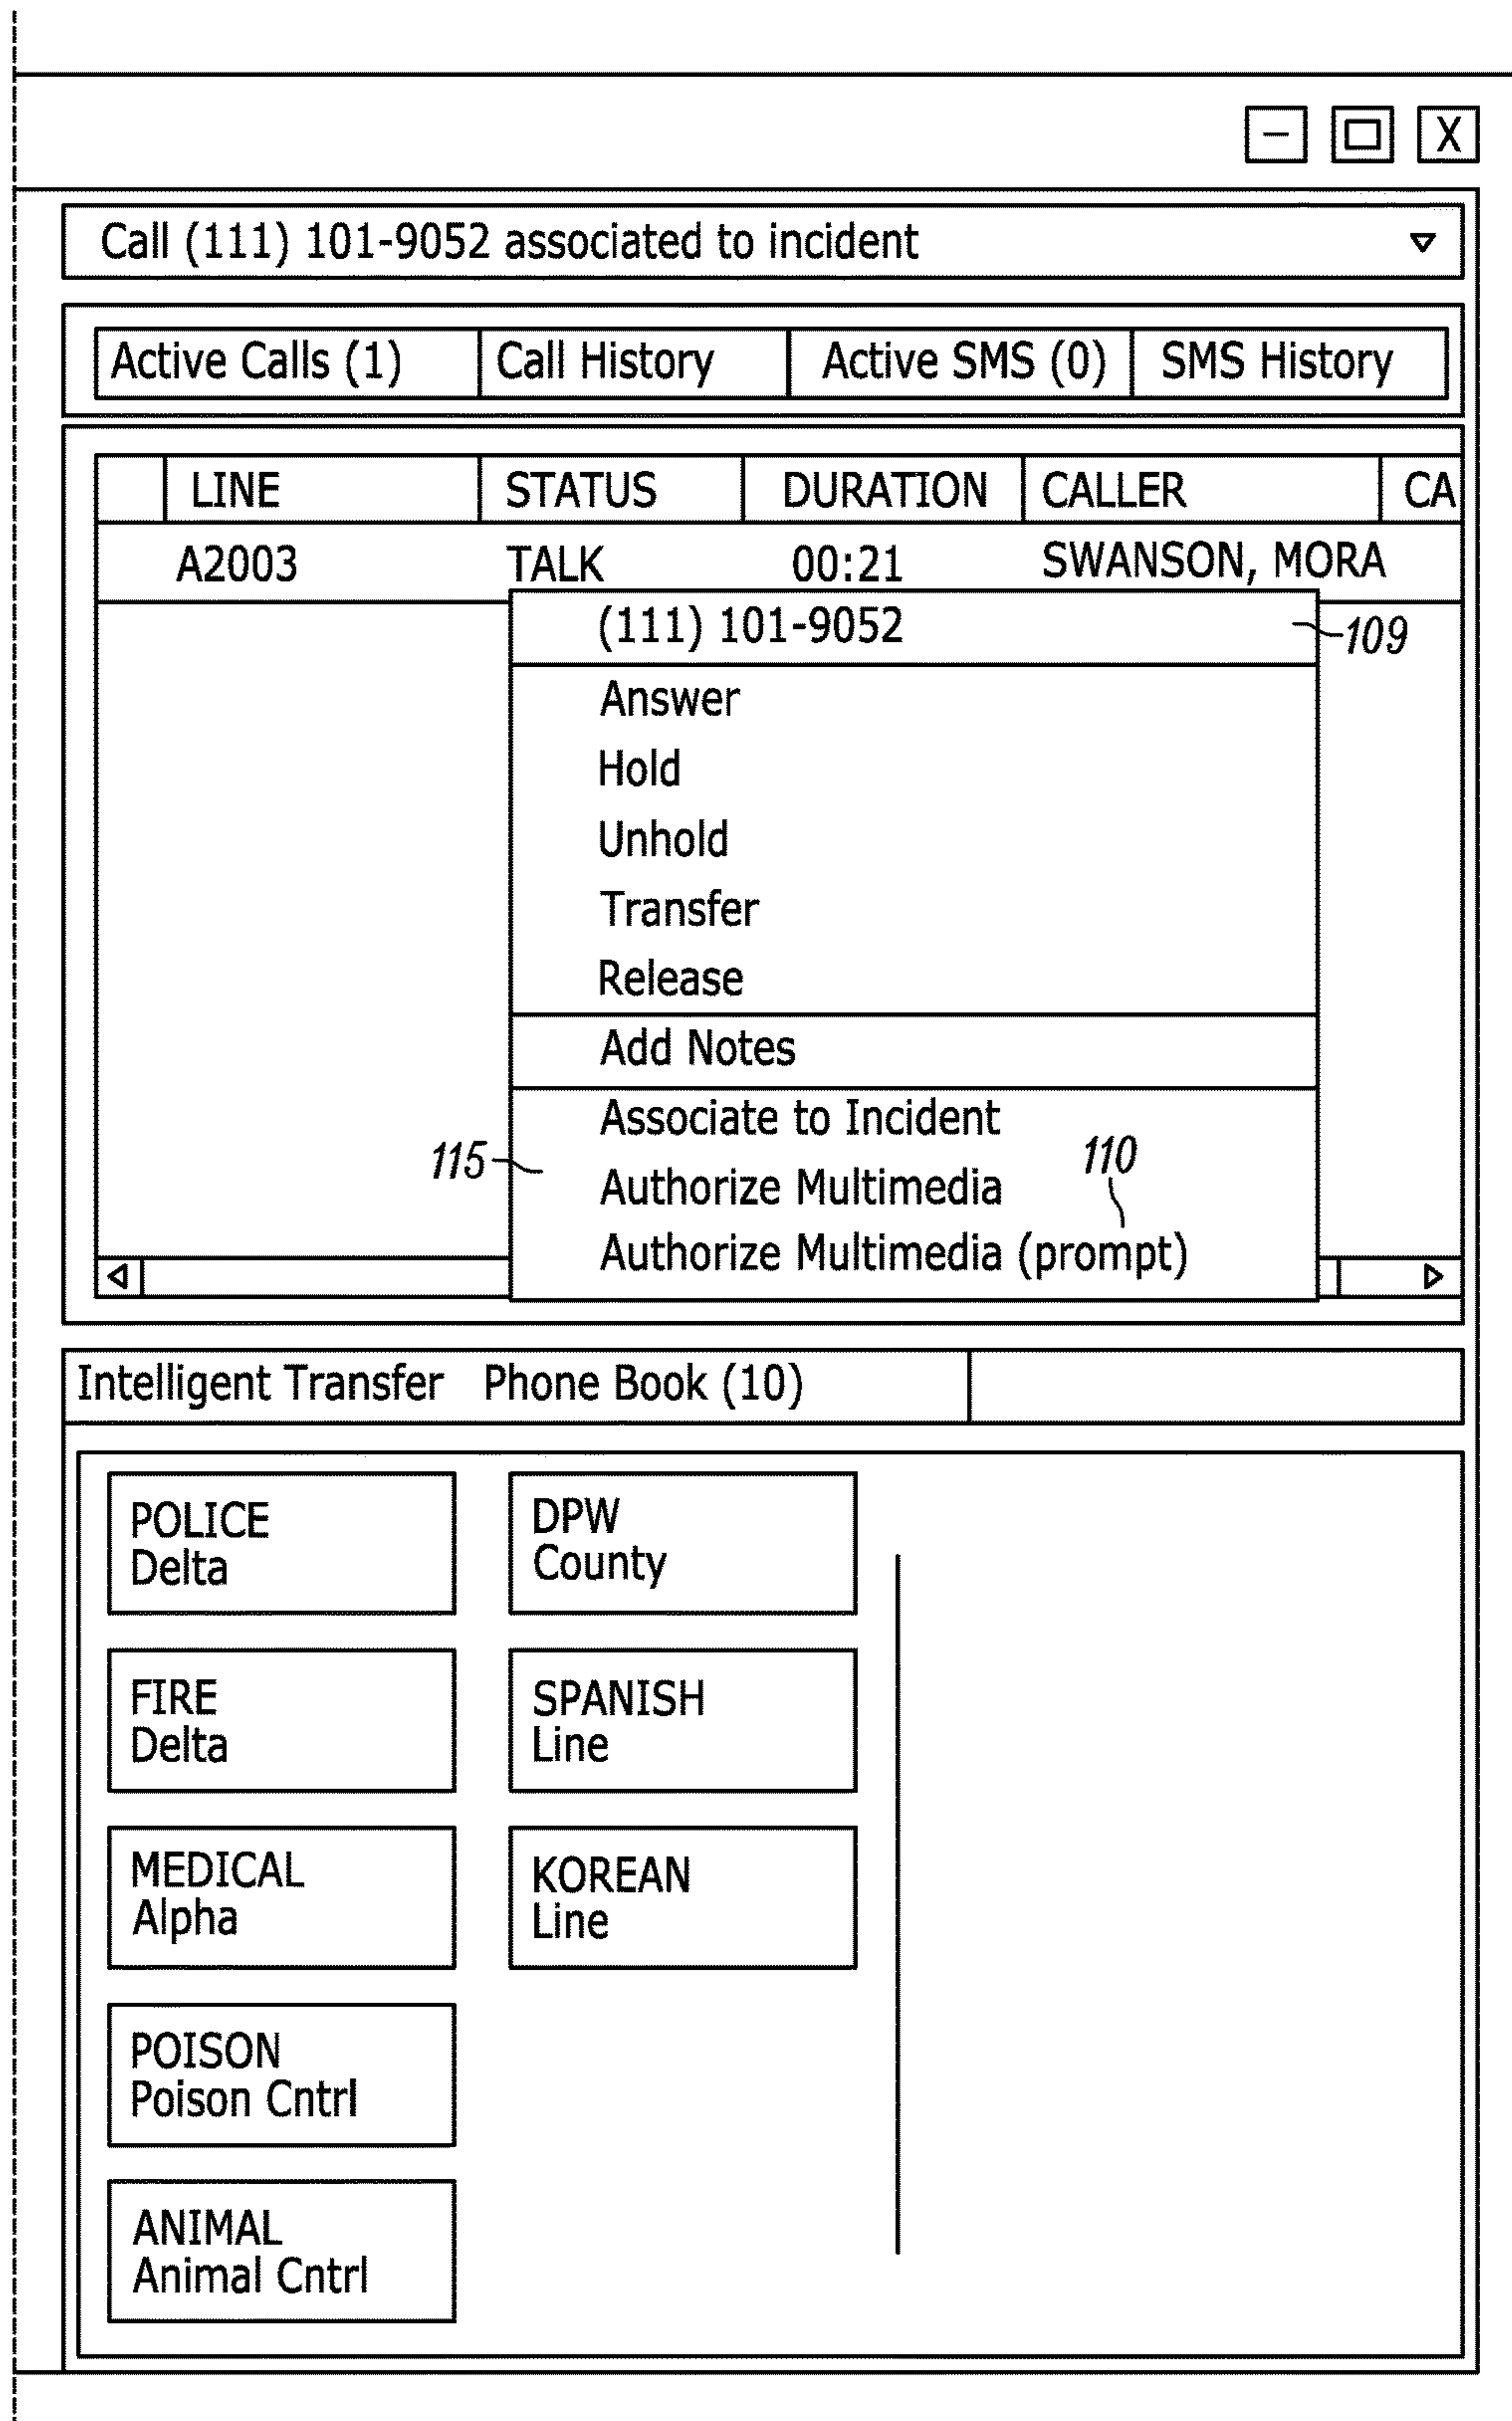 X
Call (111) 101-9052 associated to incident
Active Calls (1) Call History Active SMS (0) SMS History
LINE STATUS DURATION CALLER CA
A2003 TALK 00:21 SWANSON, MORA
(111) 101-9052
109
Answer
Hold
Unhold
Transfer
Release
Add Notes
Associate to Incident
115
110
Authorize Multimedia
Authorize Multimedia (prompt)
Intelligent Transfer Phone Book (10)
POLICE
Delta
DPW
County
FIRE
Delta
SPANISH
Line
MEDICAL
Alpha
KOREAN
Line
POISON
Poison Cntrl
ANIMAL
Animal Cntrl